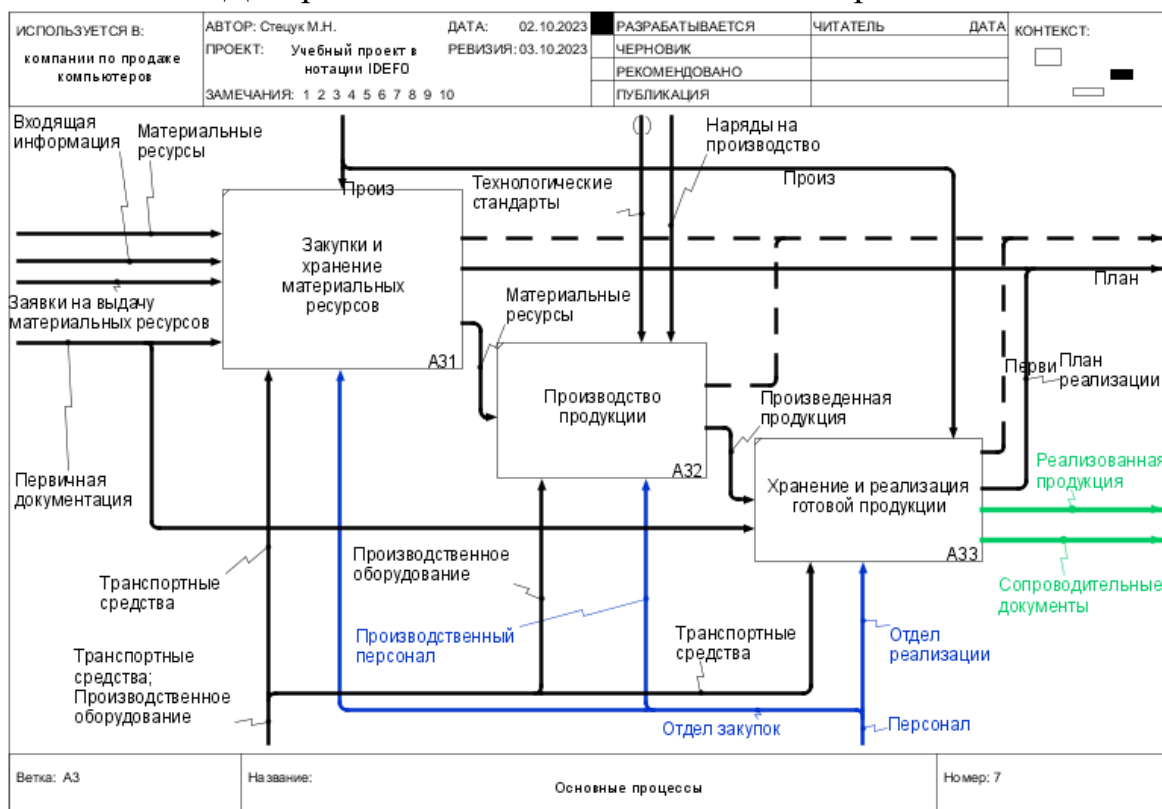 ИСПОЛЬЗУЕТСЯ В:
компании по продаже
компьютеров
АВТОР: Стецук М.Н.
ДАТА: 02.10.2023
ПРОЕКТ: Учебный проект в
нотации IDEF0
РЕВИЗИЯ: 03.10.2023
ЗАМЕЧАНИЯ: 1 2 3 4 5 6 7 8 9 10
РАЗРАБАТЫВАЕТСЯ
ЧЕРНОВИК
РЕКОМЕНДОВАНО
ПУБЛИКАЦИЯ
ЧИТАТЕЛЬ
ДАТА
КОНТЕКСТ:
Входящая
информация
Материальные
ресурсы
Произ
Технологические
стандарты
Наряды на
производство
Произ
Закупки и
хранение
материальных
ресурсов
A31
Заявки на выдачу
материальных ресурсов
Материальные
ресурсы
План
Производство
продукции
A32
Произведенная
продукция
Перви
План
реализации
Первичная
документация
Хранение и реализация
готовой продукции
A33
Реализованная
продукция
Сопроводительные
документы
Транспортные
средства
Производственное
оборудование
Производственный
персонал
Транспортные
средства
Отдел
реализации
Транспортные
средства;
Производственное
оборудование
Отдел закупок
Персонал
Ветка: A3
Название:
Основные процессы
Номер: 7